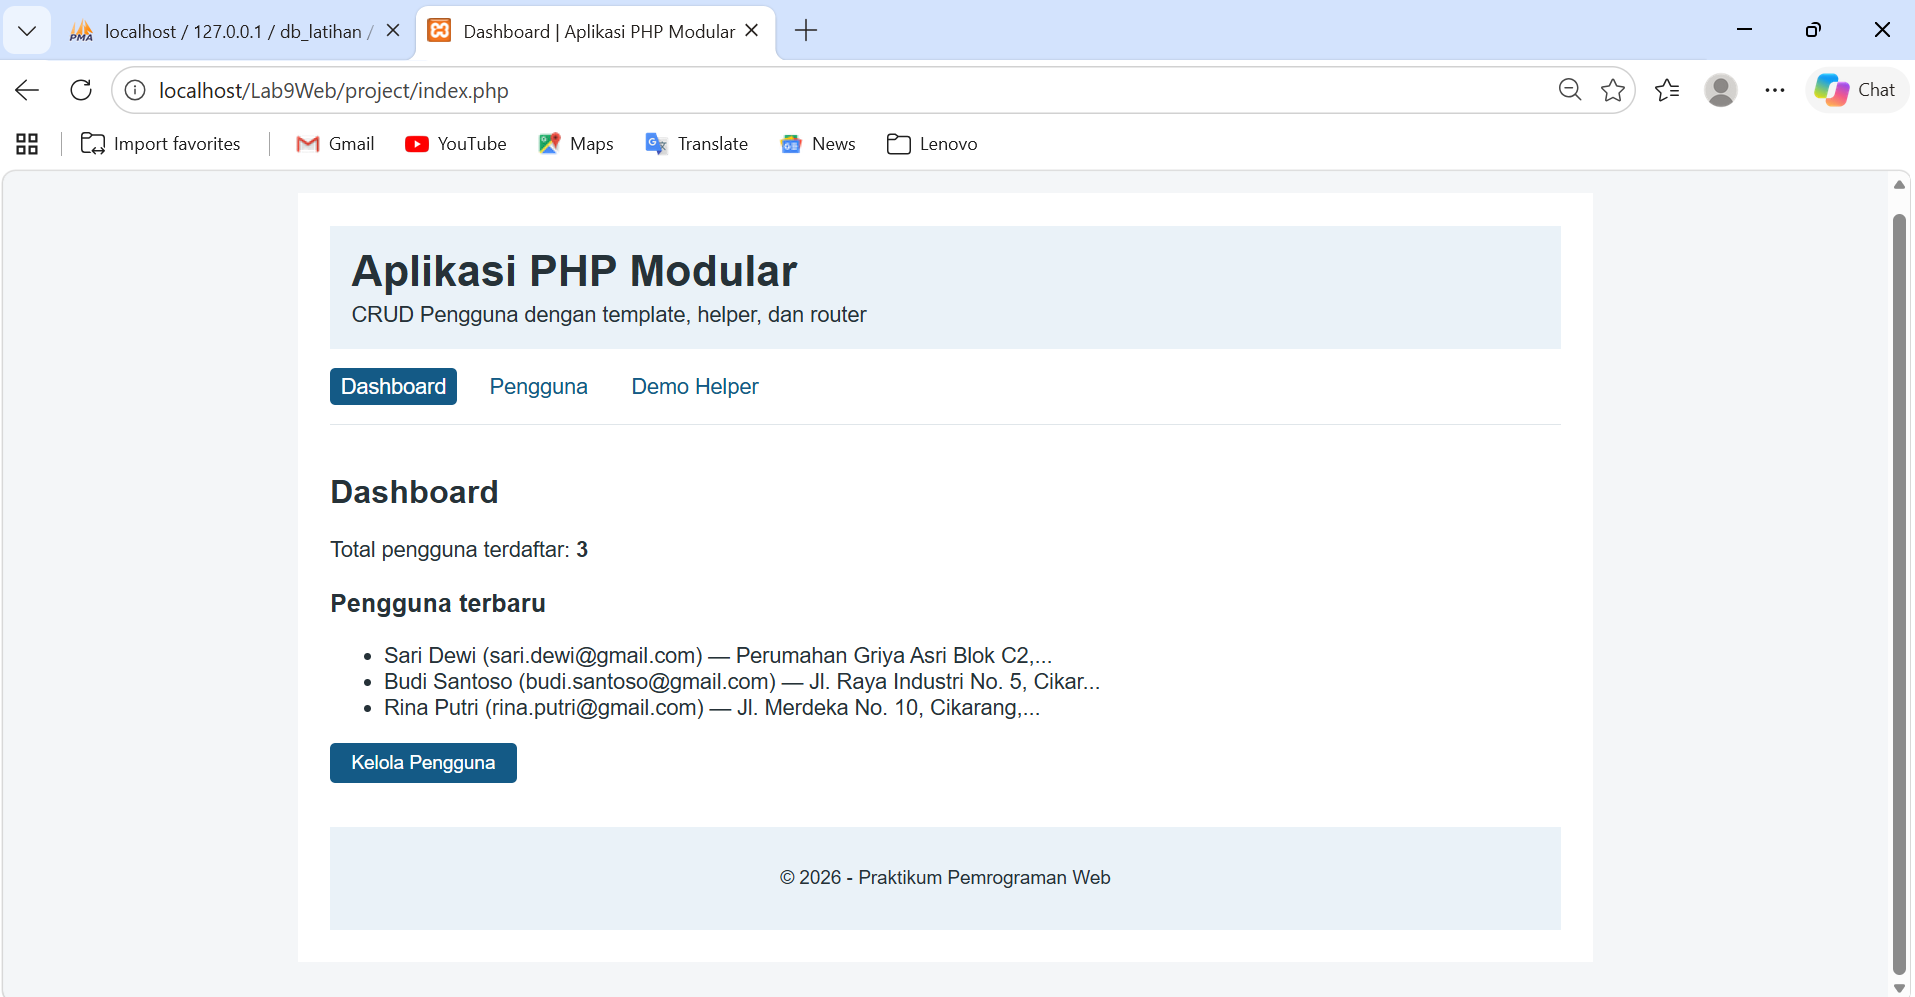 localhost / 127.0.0.1 / db_latihan /
Dashboard | Aplikasi PHP Modular
localhost/Lab9Web/project/index.php
Chat
Import favorites
Gmail
YouTube
Maps
Translate
News
Lenovo
Aplikasi PHP Modular
CRUD Pengguna dengan template, helper, dan router
Dashboard
Pengguna
Demo Helper
Dashboard
Total pengguna terdaftar: 3
Pengguna terbaru
• Sari Dewi (sari.dewi@gmail.com) — Perumahan Griya Asri Blok C2,...
• Budi Santoso (budi.santoso@gmail.com) — Jl. Raya Industri No. 5, Cikar...
• Rina Putri (rina.putri@gmail.com) — Jl. Merdeka No. 10, Cikarang,...
Kelola Pengguna
© 2026 - Praktikum Pemrograman Web